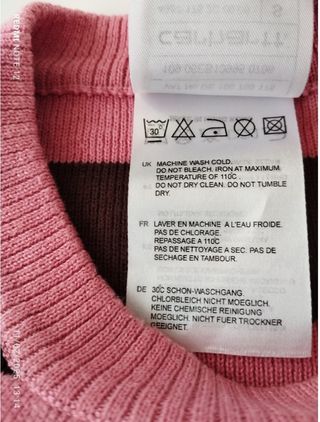 30
UK MACHINE WASH COLD.
DO NOT BLEACH. IRON AT MAXIMUM
TEMPERATURE OF 110C
DO NOT DRY CLEAN. DO NOT TUMBLE
DRY.
FR LAVER EN MACHINE A L'EAU FROIDE.
PAS DE CHLORAGE.
REPASSAGE A 110C
PAS DE NETTOYAGE A SEC. PAS DE
SECHAGE EN TAMBOUR.
DE 30C SCHON-WASCHGANG
CHLORBLEICH NICHT MOEGLICH.
KEINE CHEMISCHE REINIGUNG
MOEGLICH. NICHT FUER TROCKNER
GEEIGNET.